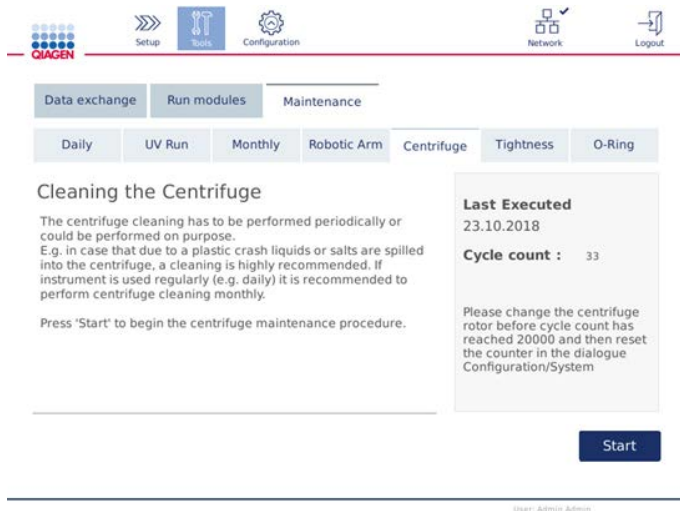 QIAGEN
Setup
Tools
Configuration
Network
Logout
Data exchange
Run modules
Maintenance
Daily
UV Run
Monthly
Robotic Arm
Centrifuge
Tightness
O-Ring
Cleaning the Centrifuge
The centrifuge cleaning has to be performed periodically or
could be performed on purpose.
E.g. in case that due to a plastic crash liquids or salts are spilled
into the centrifuge, a cleaning is highly recommended. If
instrument is used regularly (e.g. daily) it is recommended to
perform centrifuge cleaning monthly.
Press 'Start' to begin the centrifuge maintenance procedure.
Last Executed
23.10.2018
Cycle count : 33
Please change the centrifuge
rotor before cycle count has
reached 20000 and then reset
the counter in the dialogue
Configuration/System
Start
User: Admin Admin